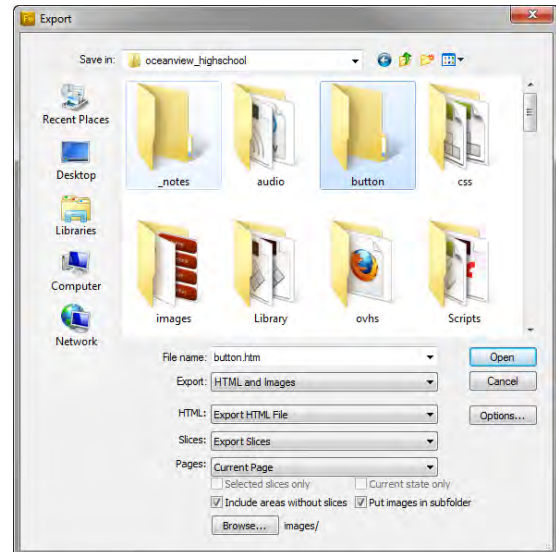 Fw Export
Save in: oceanview_highschool
Recent Places
Desktop
Libraries
Computer
Network
_notes audio button css
images Library ovhs Scripts
File name: button.htm Open
Export: HTML and Images Cancel
HTML: Export HTML File Options...
Slices: Export Slices
Pages: Current Page
Selected slices only Current state only
Include areas without slices Put images in subfolder
Browse... images/